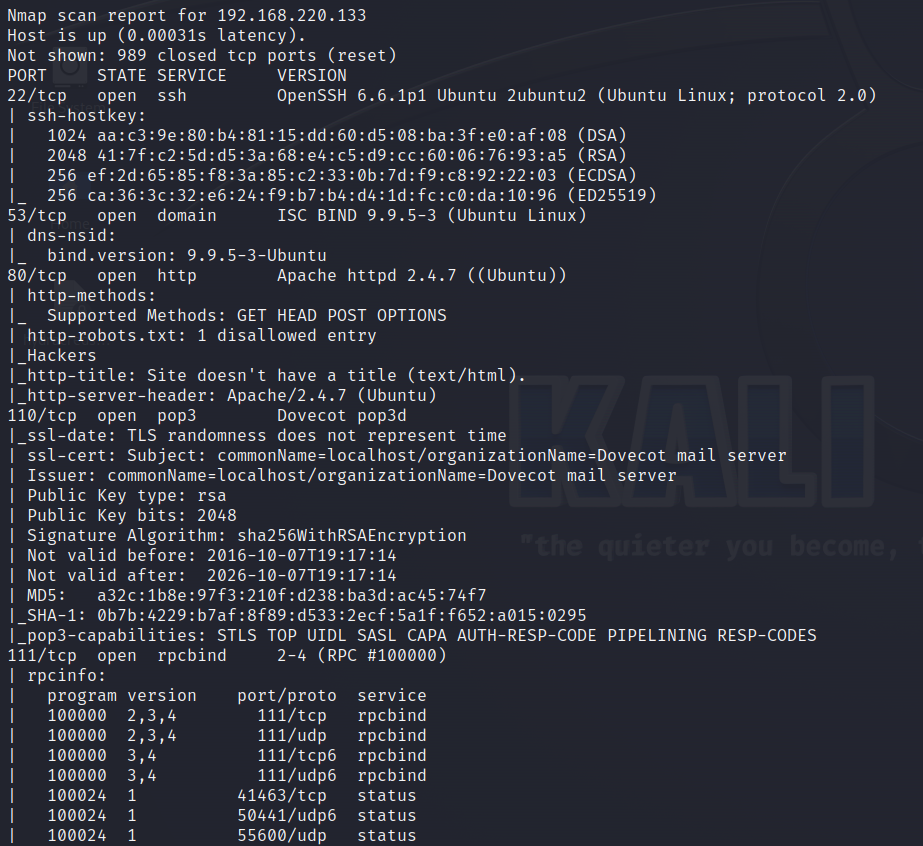 Nmap scan report for 192.168.220.133
Host is up (0.00031s latency).
Not shown: 989 closed tcp ports (reset)
PORT     STATE SERVICE     VERSION
22/tcp   open  ssh         OpenSSH 6.6.1p1 Ubuntu 2ubuntu2 (Ubuntu Linux; protocol 2.0)
| ssh-hostkey:
|   1024 aa:c3:9e:80:b4:81:15:dd:60:d5:08:ba:3f:e0:af:08 (DSA)
|   2048 41:7f:c2:5d:d5:3a:68:e4:c5:d9:cc:60:06:76:93:a5 (RSA)
|   256 ef:2d:65:85:f8:3a:85:c2:33:0b:7d:f9:c8:92:22:03 (ECDSA)
|_  256 ca:36:3c:32:e6:24:f9:b7:b4:d4:1d:fc:c0:da:10:96 (ED25519)
53/tcp   open  domain      ISC BIND 9.9.5-3 (Ubuntu Linux)
| dns-nsid:
|_  bind.version: 9.9.5-3-Ubuntu
80/tcp   open  http        Apache httpd 2.4.7 ((Ubuntu))
| http-methods:
|_  Supported Methods: GET HEAD POST OPTIONS
| http-robots.txt: 1 disallowed entry
|_Hackers
|_http-title: Site doesn't have a title (text/html).
|_http-server-header: Apache/2.4.7 (Ubuntu)
110/tcp  open  pop3        Dovecot pop3d
|_ssl-date: TLS randomness does not represent time
| ssl-cert: Subject: commonName=localhost/organizationName=Dovecot mail server
| Issuer: commonName=localhost/organizationName=Dovecot mail server
| Public Key type: rsa
| Public Key bits: 2048
| Signature Algorithm: sha256WithRSAEncryption
| Not valid before: 2016-10-07T19:17:14
| Not valid after:  2026-10-07T19:17:14
| MD5:   a32c:1b8e:97f3:210f:d238:ba3d:ac45:74f7
|_SHA-1: 0b7b:4229:b7af:8f89:d533:2ecf:5a1f:f652:a015:0295
|_pop3-capabilities: STLS TOP UIDL SASL CAPA AUTH-RESP-CODE PIPELINING RESP-CODES
111/tcp  open  rpcbind     2-4 (RPC #100000)
| rpcinfo:
|   program version    port/proto  service
|   100000  2,3,4        111/tcp   rpcbind
|   100000  2,3,4        111/udp   rpcbind
|   100000  3,4          111/tcp6  rpcbind
|   100000  3,4          111/udp6  rpcbind
|   100024  1          41463/tcp   status
|   100024  1          50441/udp6  status
|   100024  1          55600/udp   status
KALI
"the quieter you become,